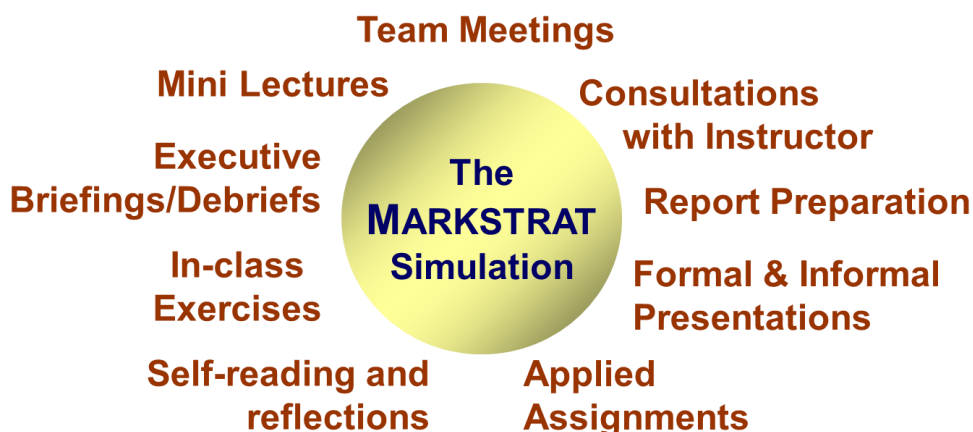 Team Meetings
Mini Lectures
Consultations
with Instructor
Executive
Briefings/Debriefs
The
MARKSTRAT
Simulation
Report Preparation
In-class
Exercises
Formal & Informal
Presentations
Self-reading and
reflections
Applied
Assignments